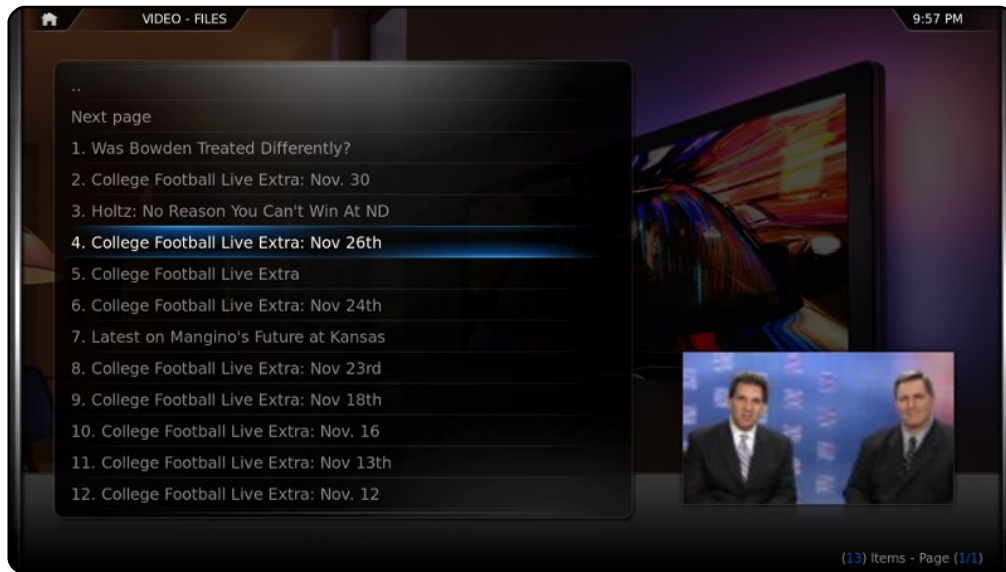 VIDEO - FILES
9:57 PM
..
Next page
1. Was Bowden Treated Differently?
2. College Football Live Extra: Nov. 30
3. Holtz: No Reason You Can't Win At ND
4. College Football Live Extra: Nov 26th
5. College Football Live Extra
6. College Football Live Extra: Nov 24th
7. Latest on Mangino's Future at Kansas
8. College Football Live Extra: Nov 23rd
9. College Football Live Extra: Nov 18th
10. College Football Live Extra: Nov. 16
11. College Football Live Extra: Nov 13th
12. College Football Live Extra: Nov. 12
(13) Items - Page (1/1)